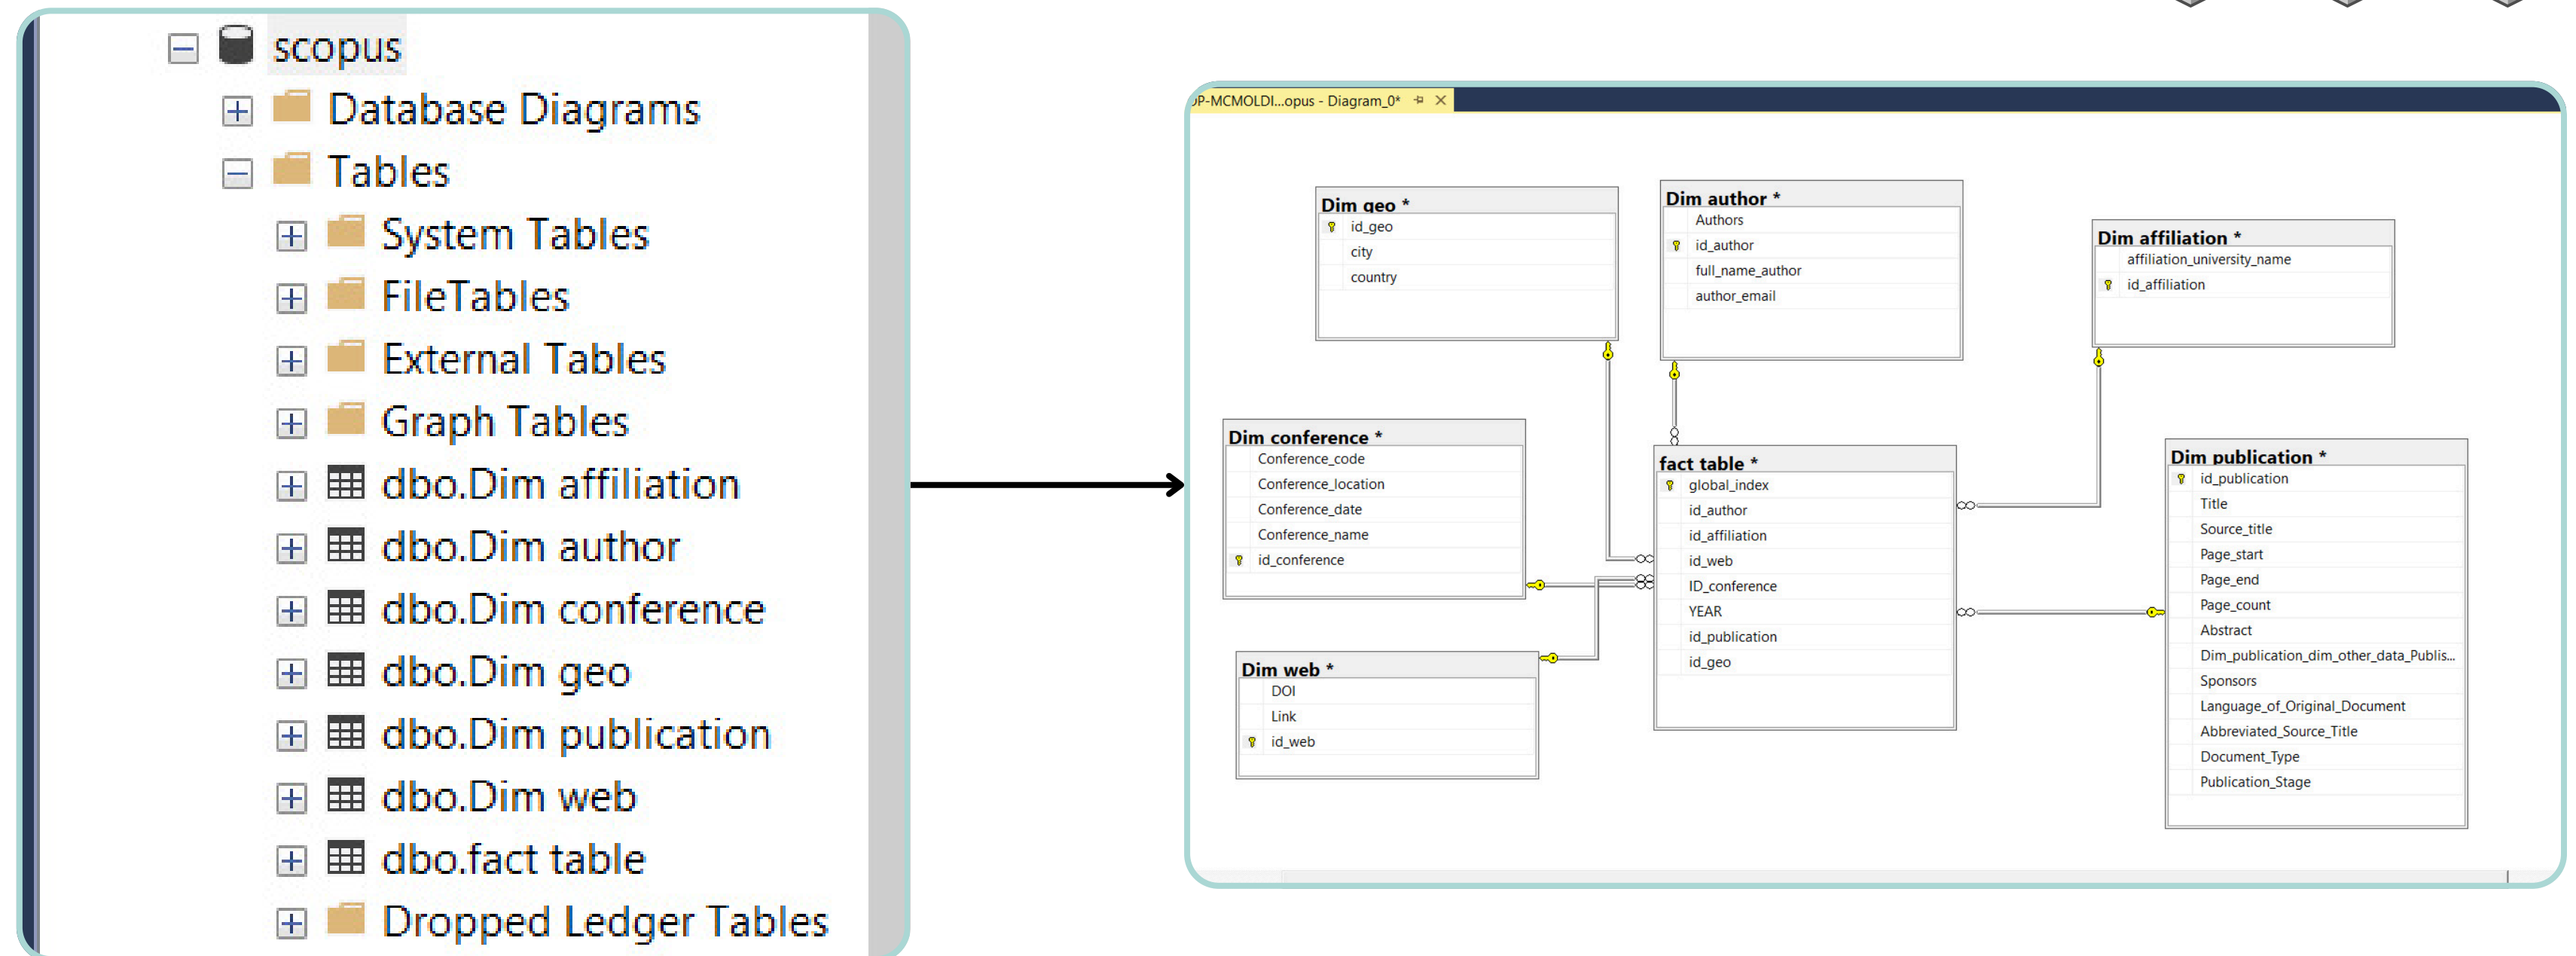 scopus
Database Diagrams
Tables
System Tables
FileTables
External Tables
Graph Tables
dbo.Dim affiliation
dbo.Dim author
dbo.Dim conference
dbo.Dim geo
dbo.Dim publication
dbo.Dim web
dbo.fact table
Dropped Ledger Tables
P-MCMOLDI...opus - Diagram_0*
Dim geo *
id_geo
city
country
Dim author *
Authors
id_author
full_name_author
author_email
Dim affiliation *
affiliation_university_name
id_affiliation
Dim conference *
Conference_code
Conference_location
Conference_date
Conference_name
id_conference
fact table *
global_index
id_author
id_affiliation
id_web
ID_conference
YEAR
id_publication
id_geo
Dim publication *
id_publication
Title
Source_title
Page_start
Page_end
Page_count
Abstract
Dim_publication_dim_other_data_Publis...
Sponsors
Language_of_Original_Document
Abbreviated_Source_Title
Document_Type
Publication_Stage
Dim web *
DOI
Link
id_web